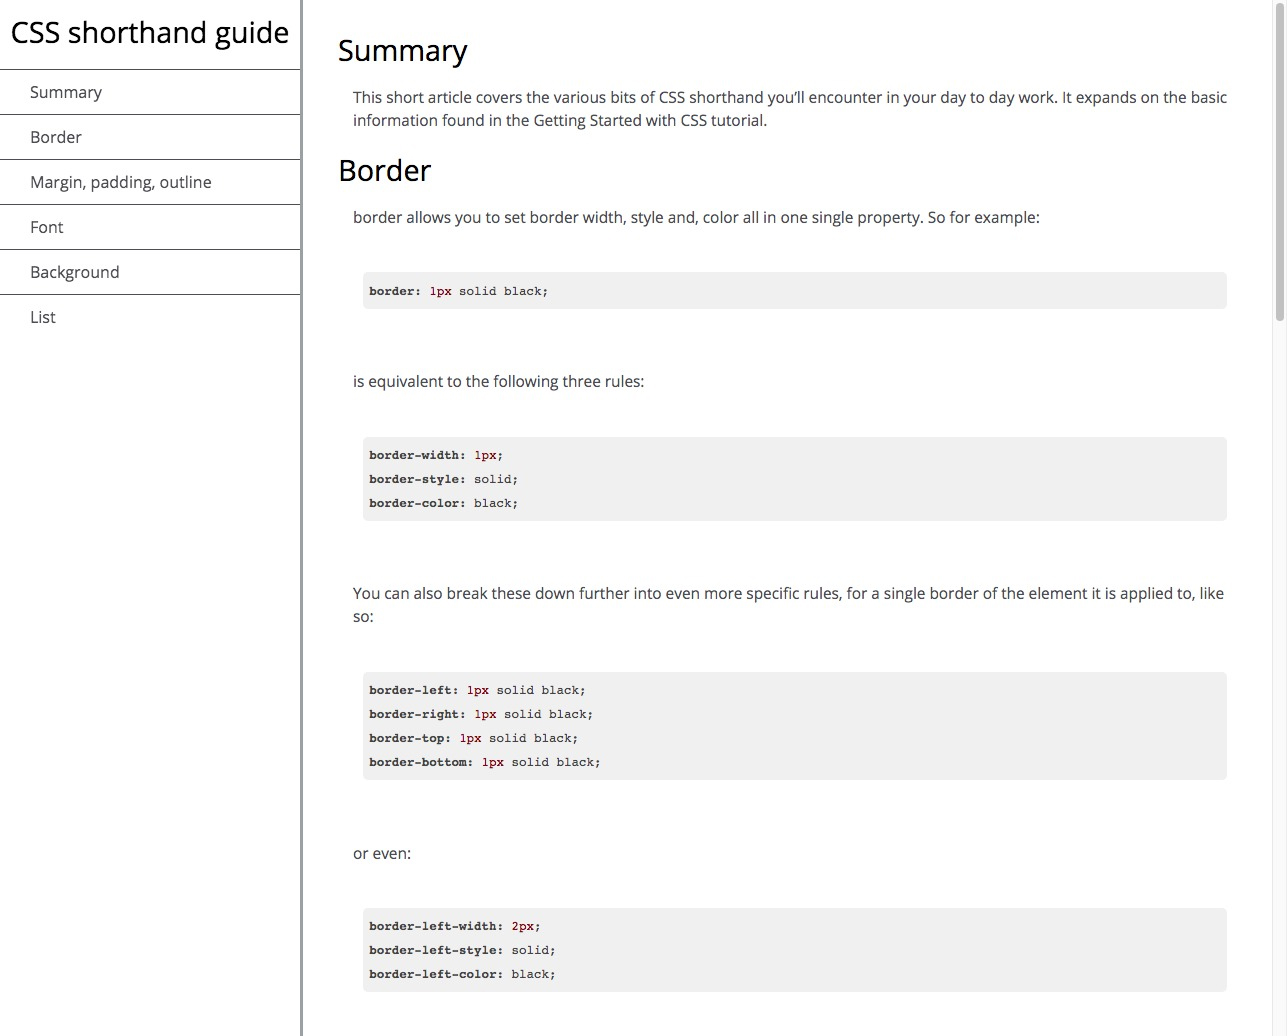 CSS shorthand guide
Summary
Border
Margin, padding, outline
Font
Background
List
Summary
This short article covers the various bits of CSS shorthand you’ll encounter in your day to day work. It expands on the basic
information found in the Getting Started with CSS tutorial.
Border
border allows you to set border width, style and, color all in one single property. So for example:
border: 1px solid black;
is equivalent to the following three rules:
border-width: 1px;
border-style: solid;
border-color: black;
You can also break these down further into even more specific rules, for a single border of the element it is applied to, like
so:
border-left: 1px solid black;
border-right: 1px solid black;
border-top: 1px solid black;
border-bottom: 1px solid black;
or even:
border-left-width: 2px;
border-left-style: solid;
border-left-color: black;